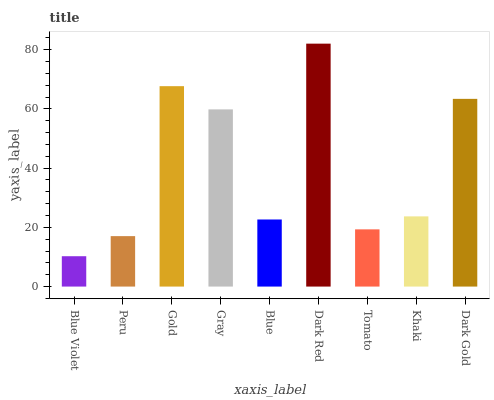 title
yaxis_label
80
60
40
20
0
Blue Violet
Peru
Gold
Gray
Blue
Dark Red
Tomato
Khaki
Dark Gold
xaxis_label